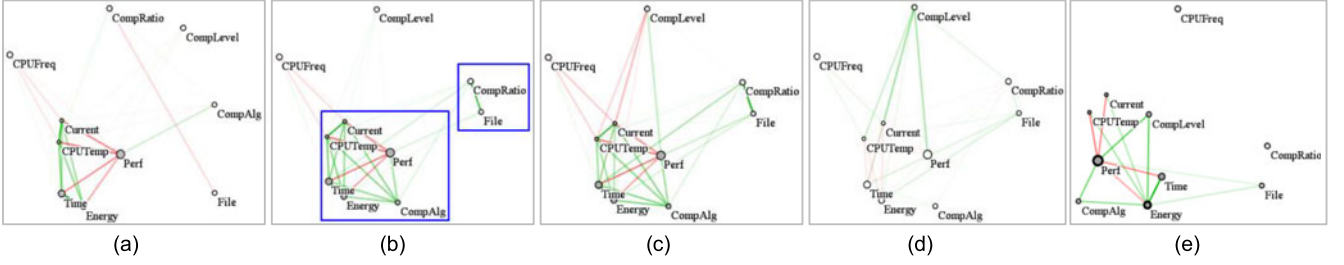 CompRatio
CompLevel
CPUFreq
CompAlg
Current
CPUTemp
Perf
Time
Energy
File
(a)
CompLevel
CPUFreq
CompRatio
File
Current
CPUTemp
Perf
Time
Energy
CompAlg
(b)
CompLevel
CPUFreq
CompRatio
File
Current
CPUTemp
Perf
Time
Energy
CompAlg
(c)
CompLevel
CPUFreq
CompRatio
File
Current
CPUTemp
Perf
Time
Energy
CompAlg
(d)
CPUFreq
Current
CPUTemp
CompLevel
CompRatio
Perf
Time
File
CompAlg
Energy
(e)